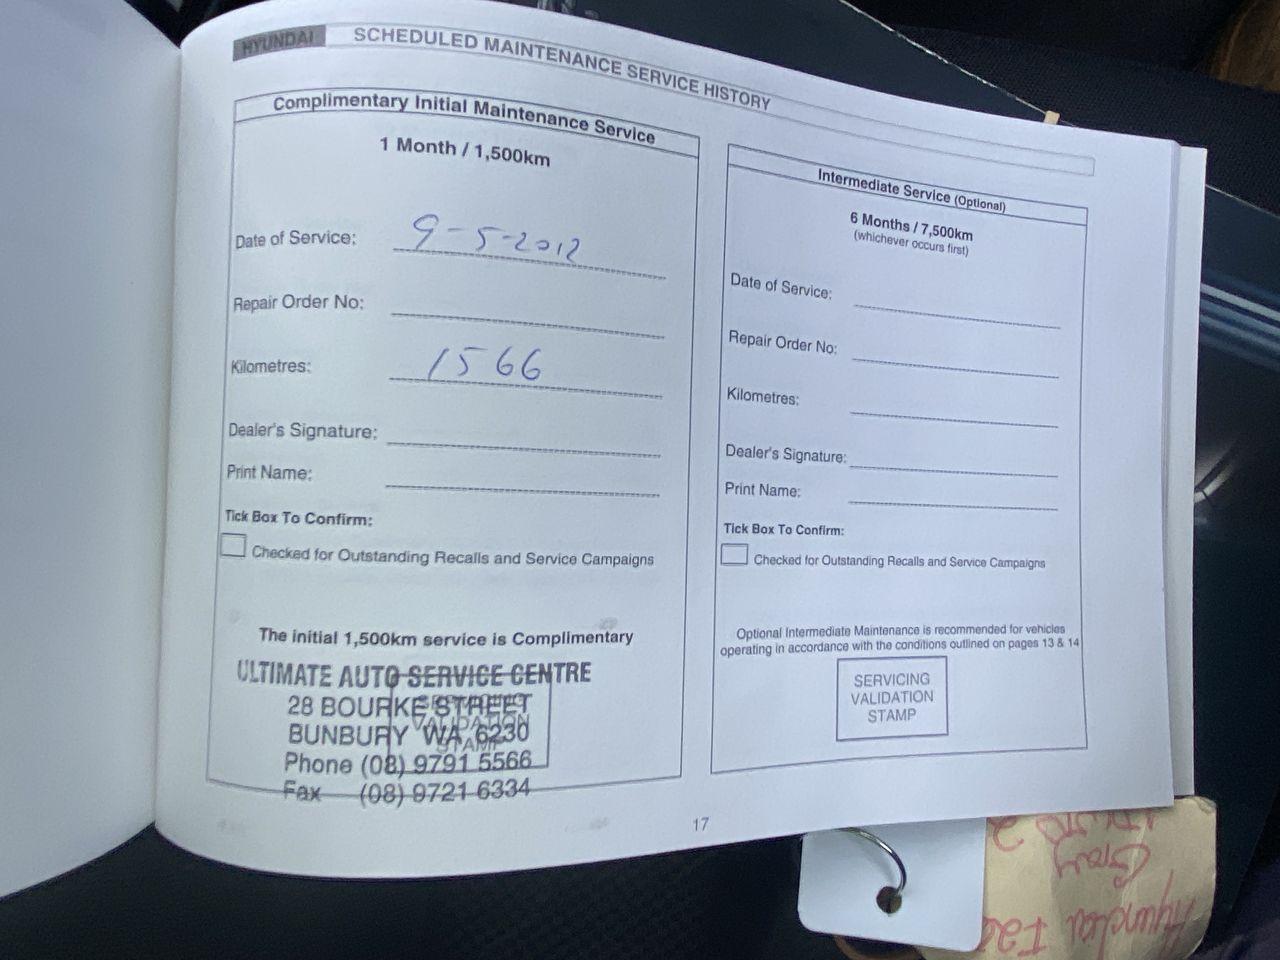 HYUNDAI
SCHEDULED MAINTENANCE SERVICE HISTORY
Complimentary Initial Maintenance Service
1 Month / 1,500km
Date of Service: 9-5-2012
Repair Order No:
Kilometres: 1566
Dealer's Signature:
Print Name:
Tick Box To Confirm:
Checked for Outstanding Recalls and Service Campaigns
The initial 1,500km service is Complimentary
SERVICING
VALIDATION
STAMP
ULTIMATE AUTO SERVICE CENTRE
28 BOURKE STREET
BUNBURY WA 6230
Phone (08) 9791 5566
Fax (08) 9721 6334
Intermediate Service (Optional)
6 Months / 7,500km
(whichever occurs first)
Date of Service:
Repair Order No:
Kilometres:
Dealer's Signature:
Print Name:
Tick Box To Confirm:
Checked for Outstanding Recalls and Service Campaigns
Optional Intermediate Maintenance is recommended for vehicles
operating in accordance with the conditions outlined on pages 13 & 14
SERVICING
VALIDATION
STAMP
17
Hyundai
Gray